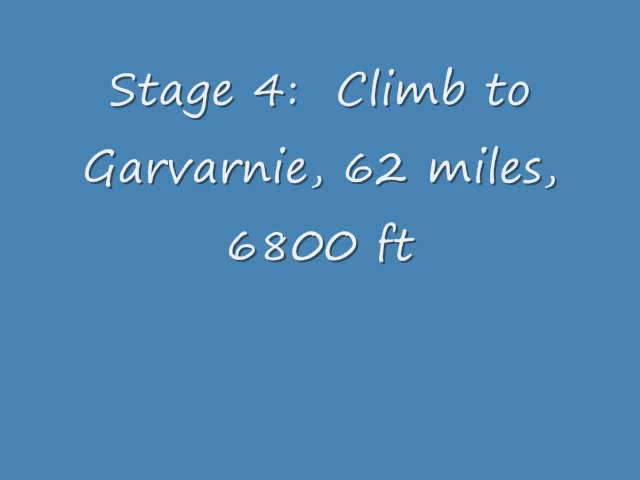 Stage 4:  Climb to
Garvarnie, 62 miles,
6800 ft